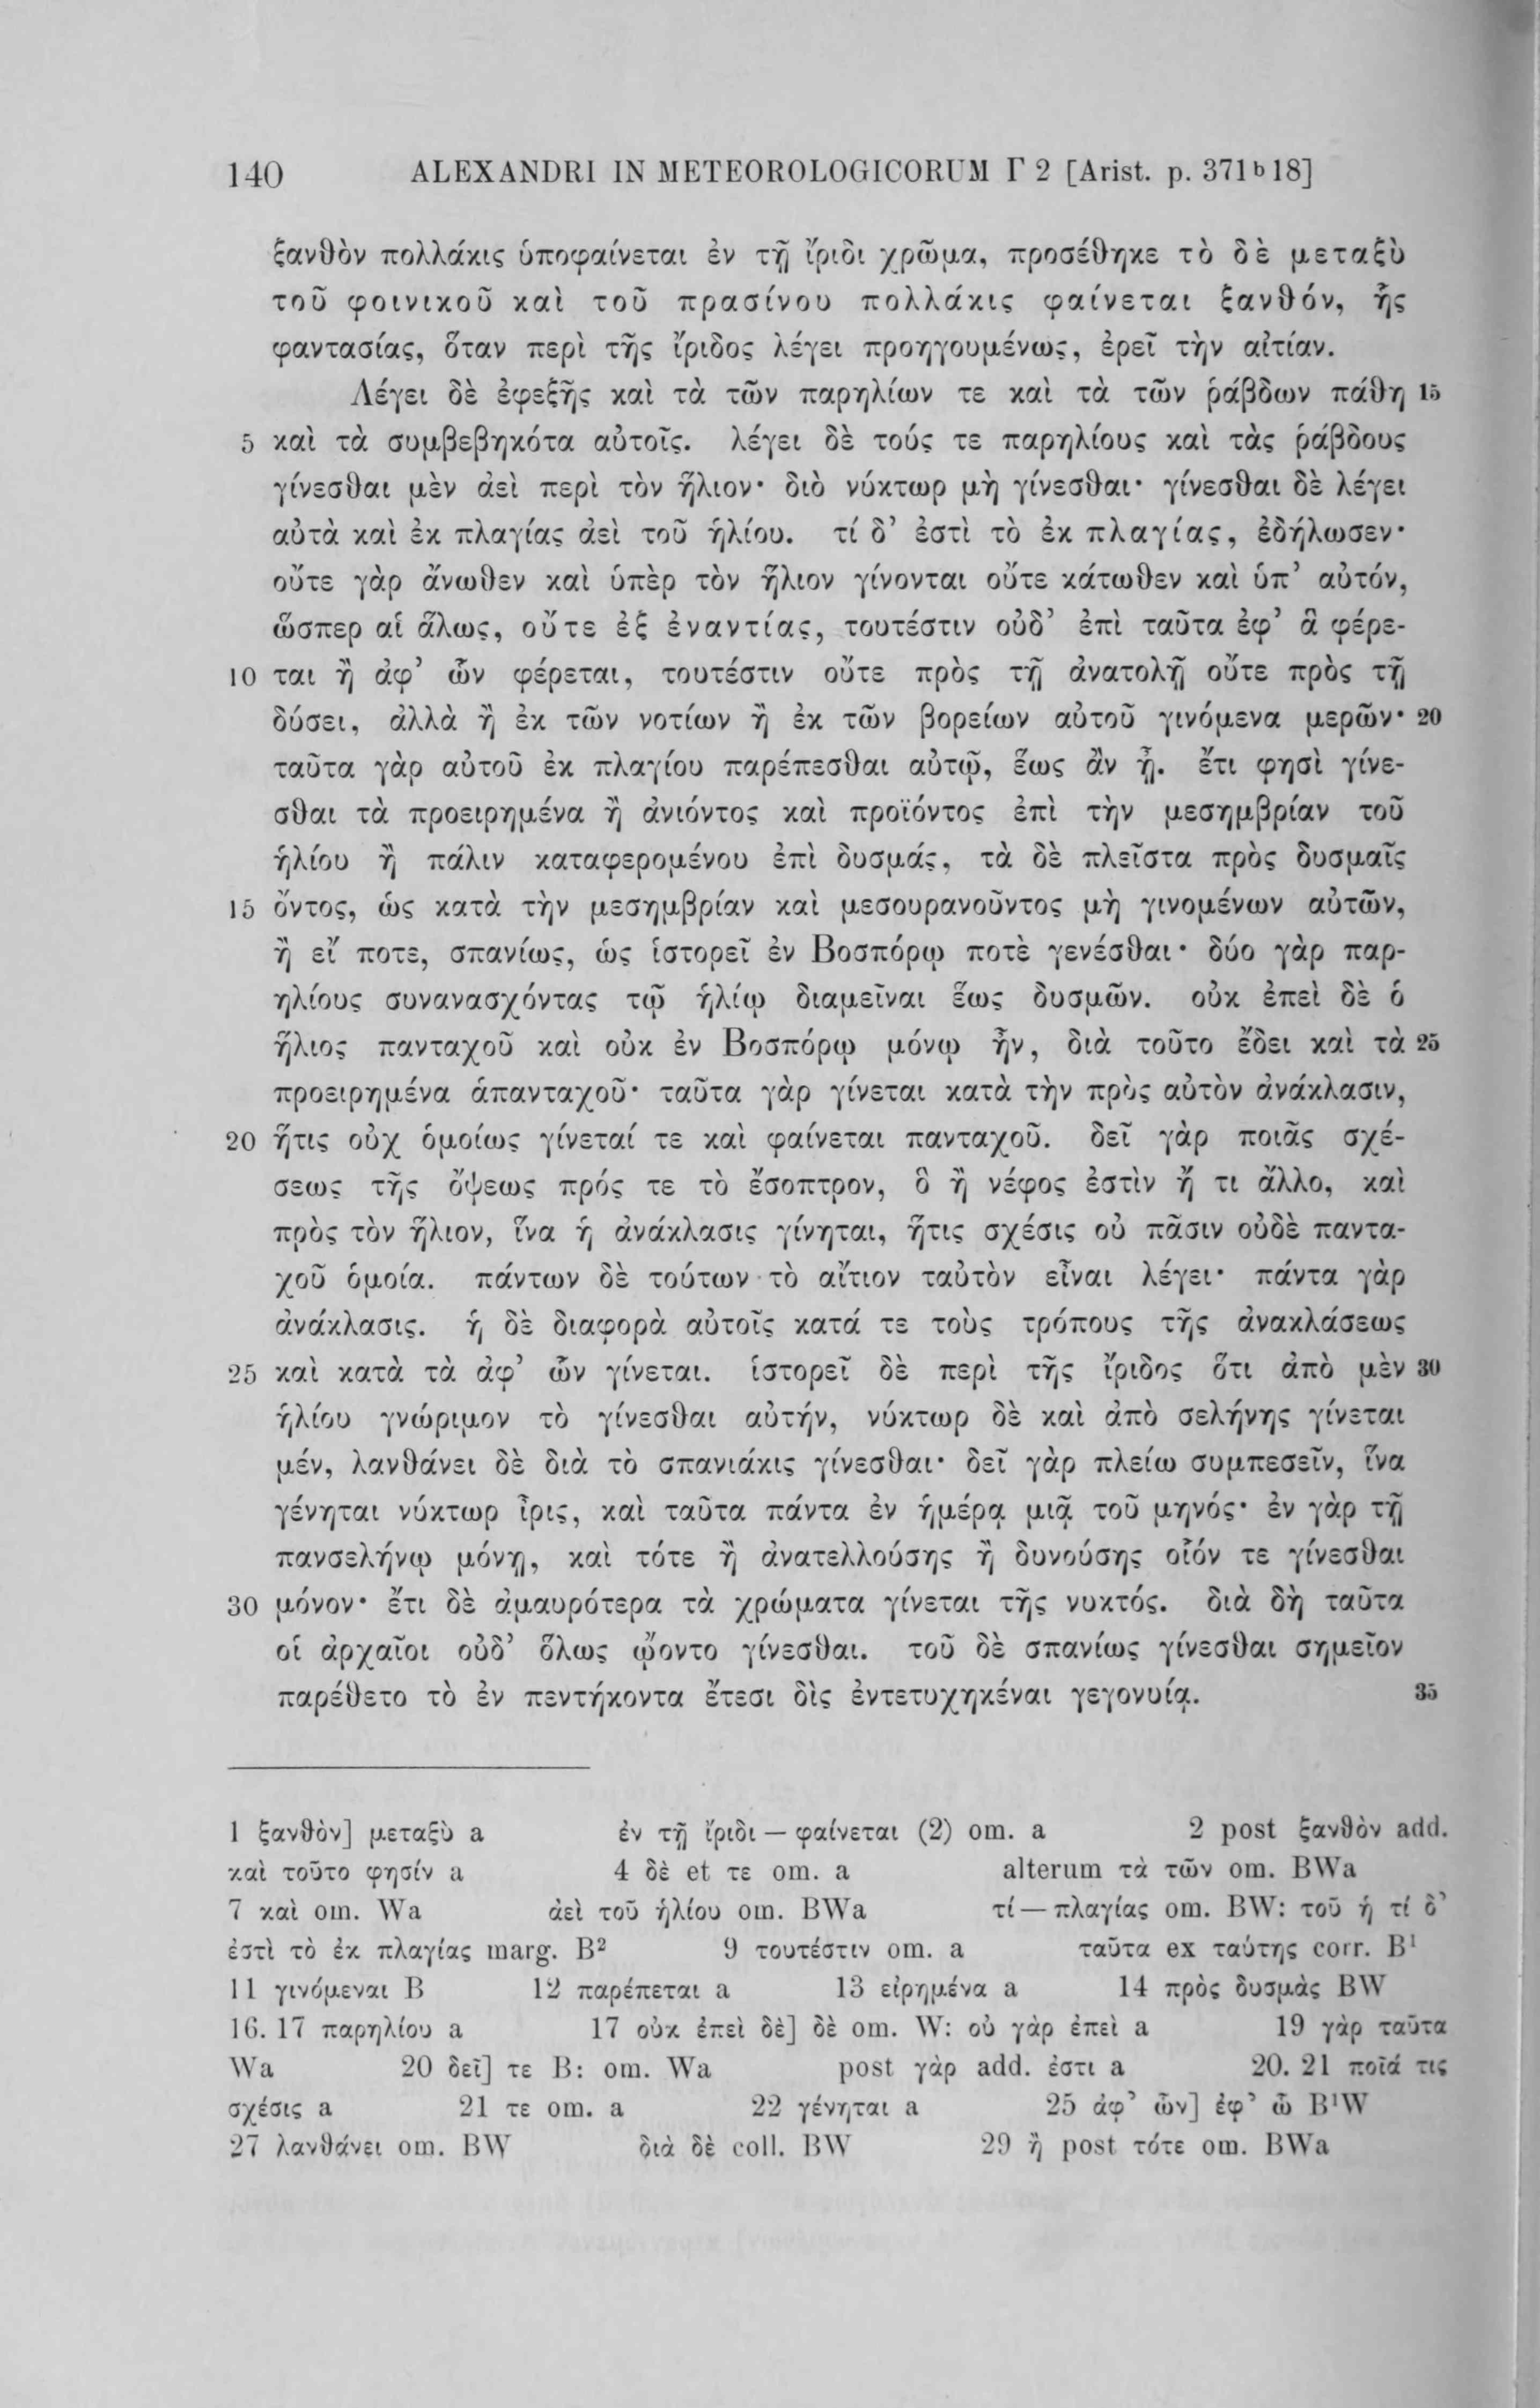 140 ALEXANDRI IN METEOROLOGICORUM Γ 2 [Arist. p. 371b18]
ξανθὸν πολλάκις ὑποφαίνεται ἐν τῇ ἴριδι χρῶμα, προσέθηκε τὸ δὲ μεταξὺ
τοῦ φοινικοῦ καὶ τοῦ πρασίνου πολλάκις φαίνεται ξανθόν, ἧς
φαντασίας, ὅταν περὶ τῆς ἴριδος λέγει προηγουμένως, ἐρεῖ τὴν αἰτίαν.
Λέγει δὲ ἐφεξῆς καὶ τὰ τῶν παρηλίων τε καὶ τὰ τῶν ῥάβδων πάθη 15
5 καὶ τὰ συμβεβηκότα αὐτοῖς. λέγει δὲ τούς τε παρηλίους καὶ τὰς ῥάβδους
γίνεσθαι μὲν ἀεὶ περὶ τὸν ἥλιον· διὸ νύκτωρ μὴ γίνεσθαι· γίνεσθαι δὲ λέγει
αὐτὰ καὶ ἐκ πλαγίας ἀεὶ τοῦ ἡλίου. τί δ’ ἐστὶ τὸ ἐκ πλαγίας, ἐδήλωσεν·
οὔτε γὰρ ἄνωθεν καὶ ὑπὲρ τὸν ἥλιον γίνονται οὔτε κάτωθεν καὶ ὑπ’ αὐτόν,
ὥσπερ αἱ ἅλως, οὔτε ἐξ ἐναντίας, τουτέστιν οὐδ’ ἐπὶ ταῦτα ἐφ’ ἃ φέρε-
10 ται ἢ ἀφ’ ὧν φέρεται, τουτέστιν οὔτε πρὸς τῇ ἀνατολῇ οὔτε πρὸς τῇ
δύσει, ἀλλὰ ἢ ἐκ τῶν νοτίων ἢ ἐκ τῶν βορείων αὐτοῦ γινόμενα μερῶν· 20
ταῦτα γὰρ αὐτοῦ ἐκ πλαγίου παρέπεσθαι αὐτῷ, ἕως ἂν ᾖ. ἔτι φησὶ γίνε-
σθαι τὰ προειρημένα ἢ ἀνιόντος καὶ προϊόντος ἐπὶ τὴν μεσημβρίαν τοῦ
ἡλίου ἢ πάλιν καταφερομένου ἐπὶ δυσμάς, τὰ δὲ πλεῖστα πρὸς δυσμαῖς
15 ὄντος, ὡς κατὰ τὴν μεσημβρίαν καὶ μεσουρανοῦντος μὴ γινομένων αὐτῶν,
ἢ εἴ ποτε, σπανίως, ὡς ἱστορεῖ ἐν Βοσπόρῳ ποτὲ γενέσθαι· δύο γὰρ παρ-
ηλίους συνανασχόντας τῷ ἡλίῳ διαμεῖναι ἕως δυσμῶν. οὐκ ἐπεὶ δὲ ὁ
ἥλιος πανταχοῦ καὶ οὐκ ἐν Βοσπόρῳ μόνῳ ἦν, διὰ τοῦτο ἔδει καὶ τὰ 25
προειρημένα ἁπανταχοῦ· ταῦτα γὰρ γίνεται κατὰ τὴν πρὸς αὐτὸν ἀνάκλασιν,
20 ἥτις οὐχ ὁμοίως γίνεταί τε καὶ φαίνεται πανταχοῦ. δεῖ γὰρ ποιᾶς σχέ-
σεως τῆς ὄψεως πρός τε τὸ ἔσοπτρον, ὃ ἢ νέφος ἐστὶν ἤ τι ἄλλο, καὶ
πρὸς τὸν ἥλιον, ἵνα ἡ ἀνάκλασις γίνηται, ἥτις σχέσις οὐ πᾶσιν οὐδὲ παντα-
χοῦ ὁμοία. πάντων δὲ τούτων τὸ αἴτιον ταὐτὸν εἶναι λέγει· πάντα γὰρ
ἀνάκλασις. ἡ δὲ διαφορὰ αὐτοῖς κατά τε τοὺς τρόπους τῆς ἀνακλάσεως
25 καὶ κατὰ τὰ ἀφ’ ὧν γίνεται. ἱστορεῖ δὲ περὶ τῆς ἴριδος ὅτι ἀπὸ μὲν 30
ἡλίου γνώριμον τὸ γίνεσθαι αὐτήν, νύκτωρ δὲ καὶ ἀπὸ σελήνης γίνεται
μέν, λανθάνει δὲ διὰ τὸ σπανιάκις γίνεσθαι· δεῖ γὰρ πλείω συμπεσεῖν, ἵνα
γένηται νύκτωρ ἶρις, καὶ ταῦτα πάντα ἐν ἡμέρᾳ μιᾷ τοῦ μηνός· ἐν γὰρ τῇ
πανσελήνῳ μόνῃ, καὶ τότε ἢ ἀνατελλούσης ἢ δυνούσης οἷόν τε γίνεσθαι
30 μόνον· ἔτι δὲ ἀμαυρότερα τὰ χρώματα γίνεται τῆς νυκτός. διὰ δὴ ταῦτα
οἱ ἀρχαῖοι οὐδ’ ὅλως ᾤοντο γίνεσθαι. τοῦ δὲ σπανίως γίνεσθαι σημεῖον
παρέθετο τὸ ἐν πεντήκοντα ἔτεσι δὶς ἐντετυχηκέναι γεγονυίᾳ. 35
1 ξανθὸν] μεταξὺ a ἐν τῇ ἴριδι — φαίνεται (2) om. a 2 post ξανθὸν add.
καὶ τοῦτο φησίν a 4 δὲ et τε om. a alterum τὰ τῶν om. BWa
7 καὶ om. Wa ἀεὶ τοῦ ἡλίου om. BWa τί — πλαγίας om. BW: τοῦ ἡ τί δ’
ἐστὶ τὸ ἐκ πλαγίας marg. B² 9 τουτέστιν om. a ταῦτα ex ταύτης corr. B¹
11 γινόμεναι B 12 παρέπεται a 13 εἰρημένα a 14 πρὸς δυσμὰς BW
16. 17 παρηλίου a 17 οὐκ ἐπεὶ δὲ] δὲ om. W: οὐ γὰρ ἐπεὶ a 19 γὰρ ταῦτα
Wa 20 δεῖ] τε B: om. Wa post γὰρ add. ἐστι a 20. 21 ποῖά τις
σχέσις a 21 τε om. a 22 γένηται a 25 ἀφ’ ὧν] ἐφ’ ᾧ B¹W
27 λανθάνει om. BW διὰ δὲ coll. BW 29 ἢ post τότε om. BWa